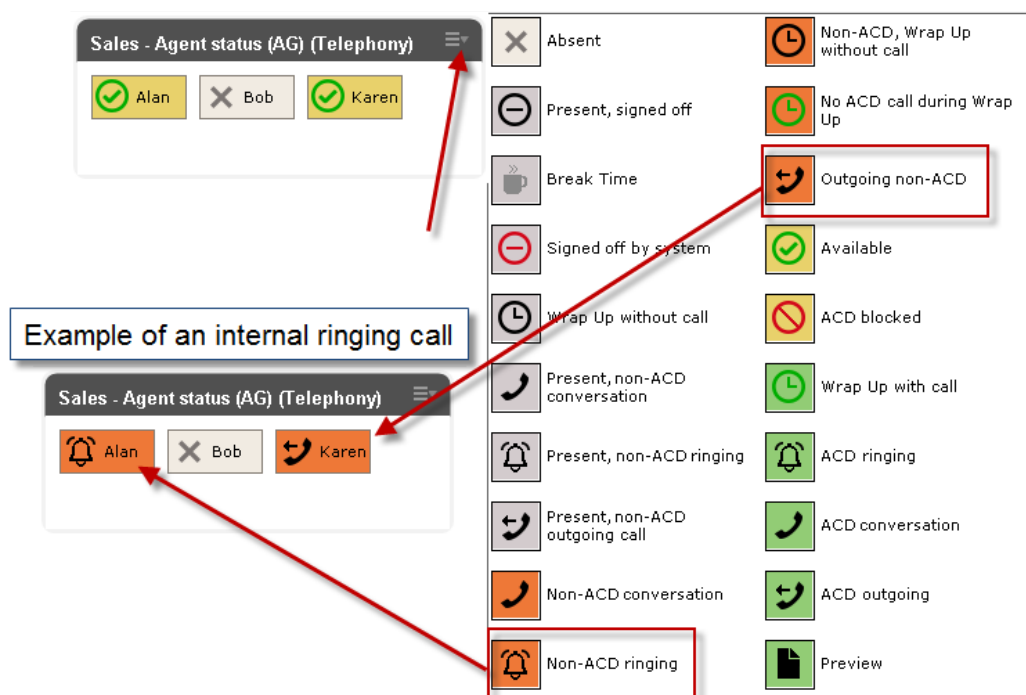 Sales - Agent status (AG) (Telephony)
Alan
Bob
Karen
Example of an internal ringing call
Sales - Agent status (AG) (Telephony)
Alan
Bob
Karen
Absent
Present, signed off
Break Time
Signed off by system
Wrap Up without call
Present, non-ACD
conversation
Present, non-ACD ringing
Present, non-ACD
outgoing call
Non-ACD conversation
Non-ACD ringing
Non-ACD, Wrap Up
without call
No ACD call during Wrap
Up
Outgoing non-ACD
Available
ACD blocked
Wrap Up with call
ACD ringing
ACD conversation
ACD outgoing
Preview